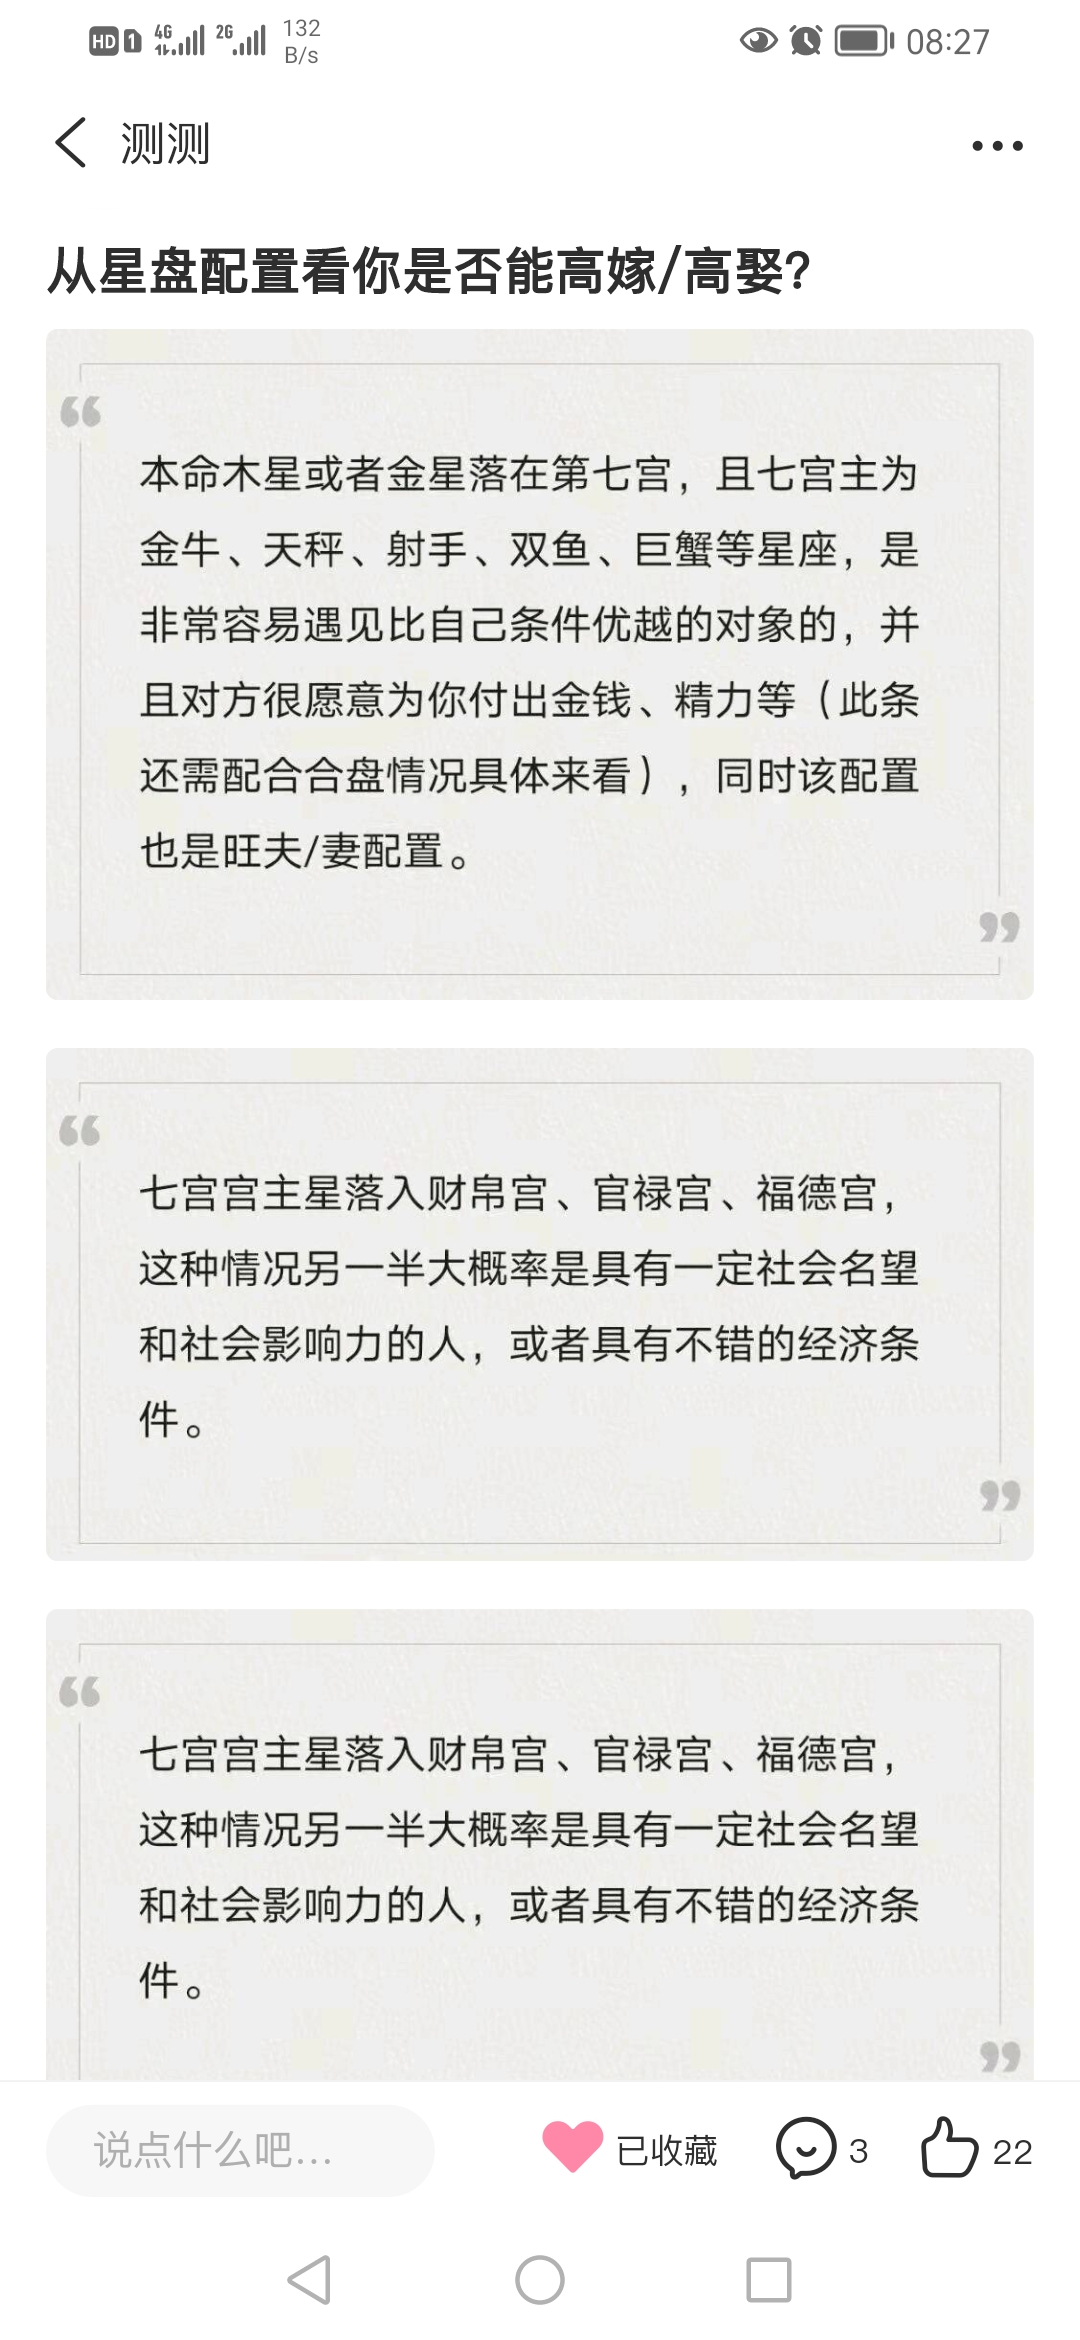 HD 1 4G 2G 132 B/s 08:27
测测
从星盘配置看你是否能高嫁/高娶?
“
本命木星或者金星落在第七宫，且七宫主为
金牛、天秤、射手、双鱼、巨蟹等星座，是
非常容易遇见比自己条件优越的对象的，并
且对方很愿意为你付出金钱、精力等（此条
还需配合合盘情况具体来看），同时该配置
也是旺夫/妻配置。
”
“
七宫宫主星落入财帛宫、官禄宫、福德宫，
这种情况另一半大概率是具有一定社会名望
和社会影响力的人，或者具有不错的经济条
件。
”
“
七宫宫主星落入财帛宫、官禄宫、福德宫，
这种情况另一半大概率是具有一定社会名望
和社会影响力的人，或者具有不错的经济条
件。
”
说点什么吧... 已收藏 3 22